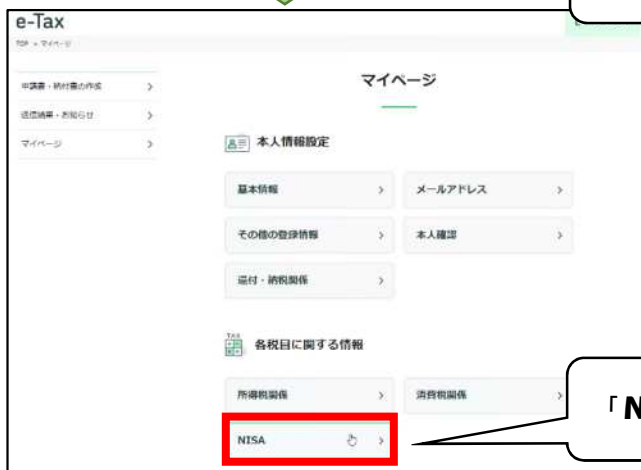 e-Tax
TOP > マイページ
申請書・納付書の作成
送信結果・お知らせ
マイページ
マイページ
本人情報設定
基本情報
メールアドレス
その他の登録情報
本人確認
還付・納税関係
TAX
各税目に関する情報
所得税関係
消費税関係
NISA
「N